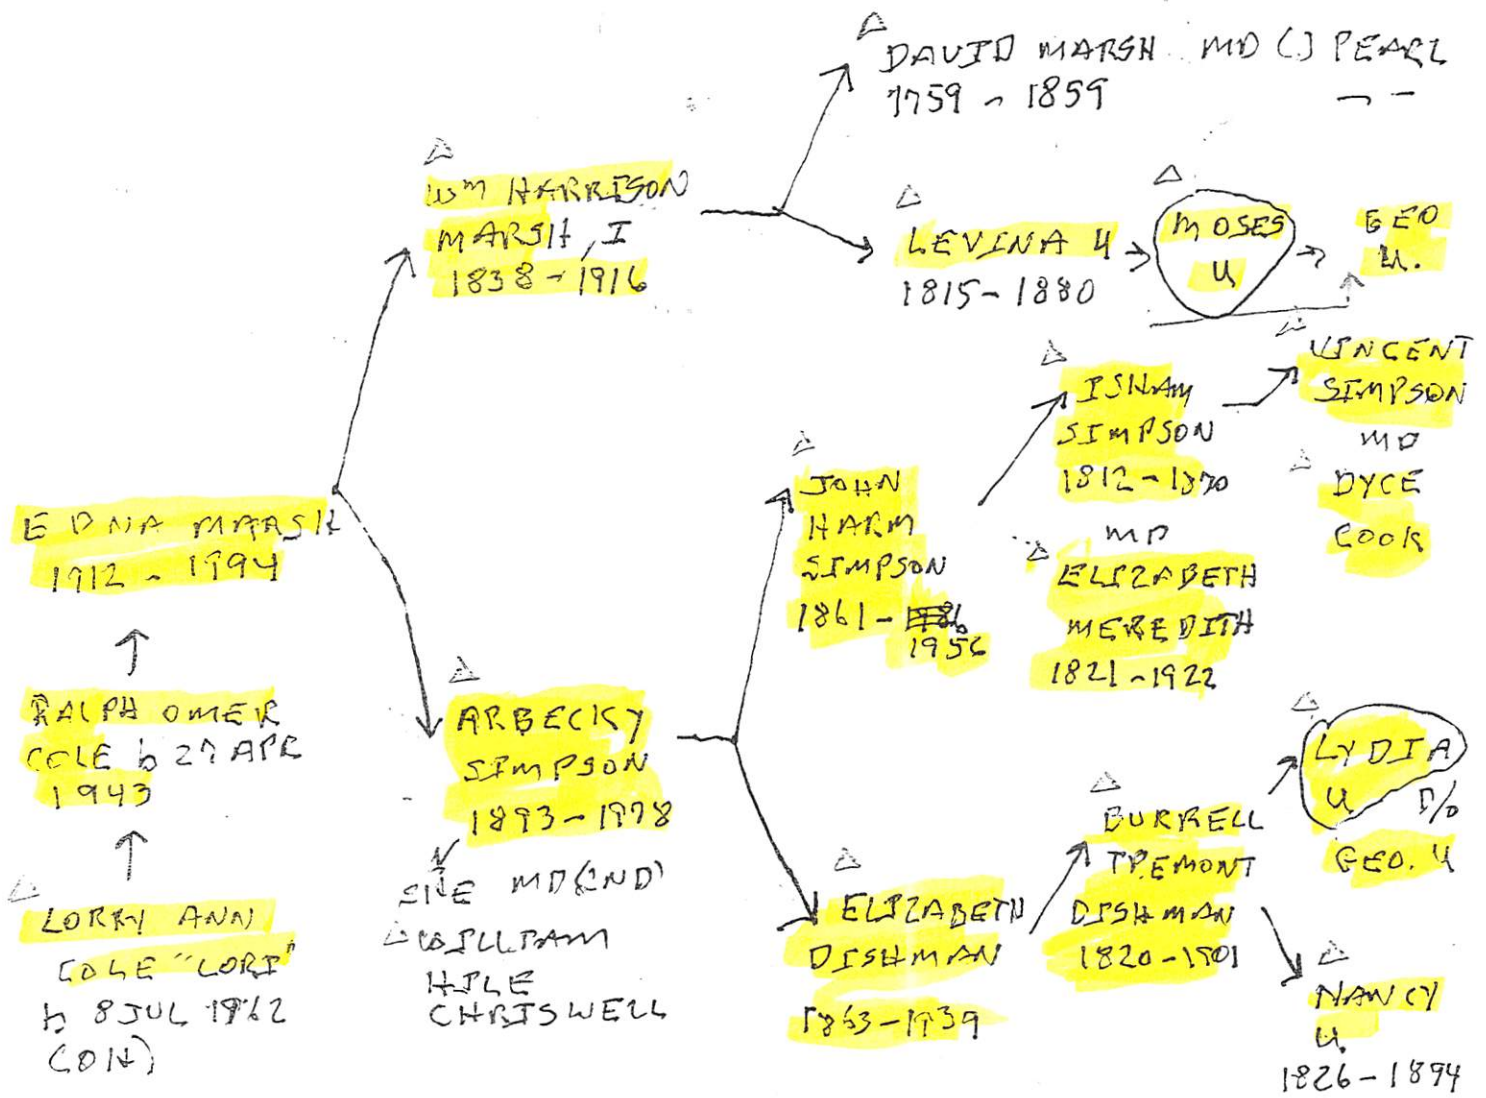 DAVID MARSH MD (1) PEARL
1759 - 1859
WM HARRISON
MARSH, I
1838 - 1916
LEVINA U
1815 - 1880
MOSES
U
GEO
U.
VINCENT
SIMPSON
MD
DYCE
COOK
ISHAM
SIMPSON
1812 - 1870
MD
ELIZABETH
MEREDITH
1821 - 1922
JOHN
HARM
SIMPSON
1861 -
1956
EDNA MARSH
1912 - 1994
RALPH OMER
COLE b 27 APR
1943
LORRY ANN
COLE "LORI"
b 8 JUL 1962
(OH)
ARBECKY
SIMPSON
1893 - 1978
SHE MD (2ND)
WILLIAM
HILE
CHRISWELL
ELIZABETH
DISHMAN
1863 - 1939
BURRELL
TREMONT
DISHMAN
1820 - 1901
LYDIA
U D/O
GEO. U
NANCY
U.
1826 - 1894